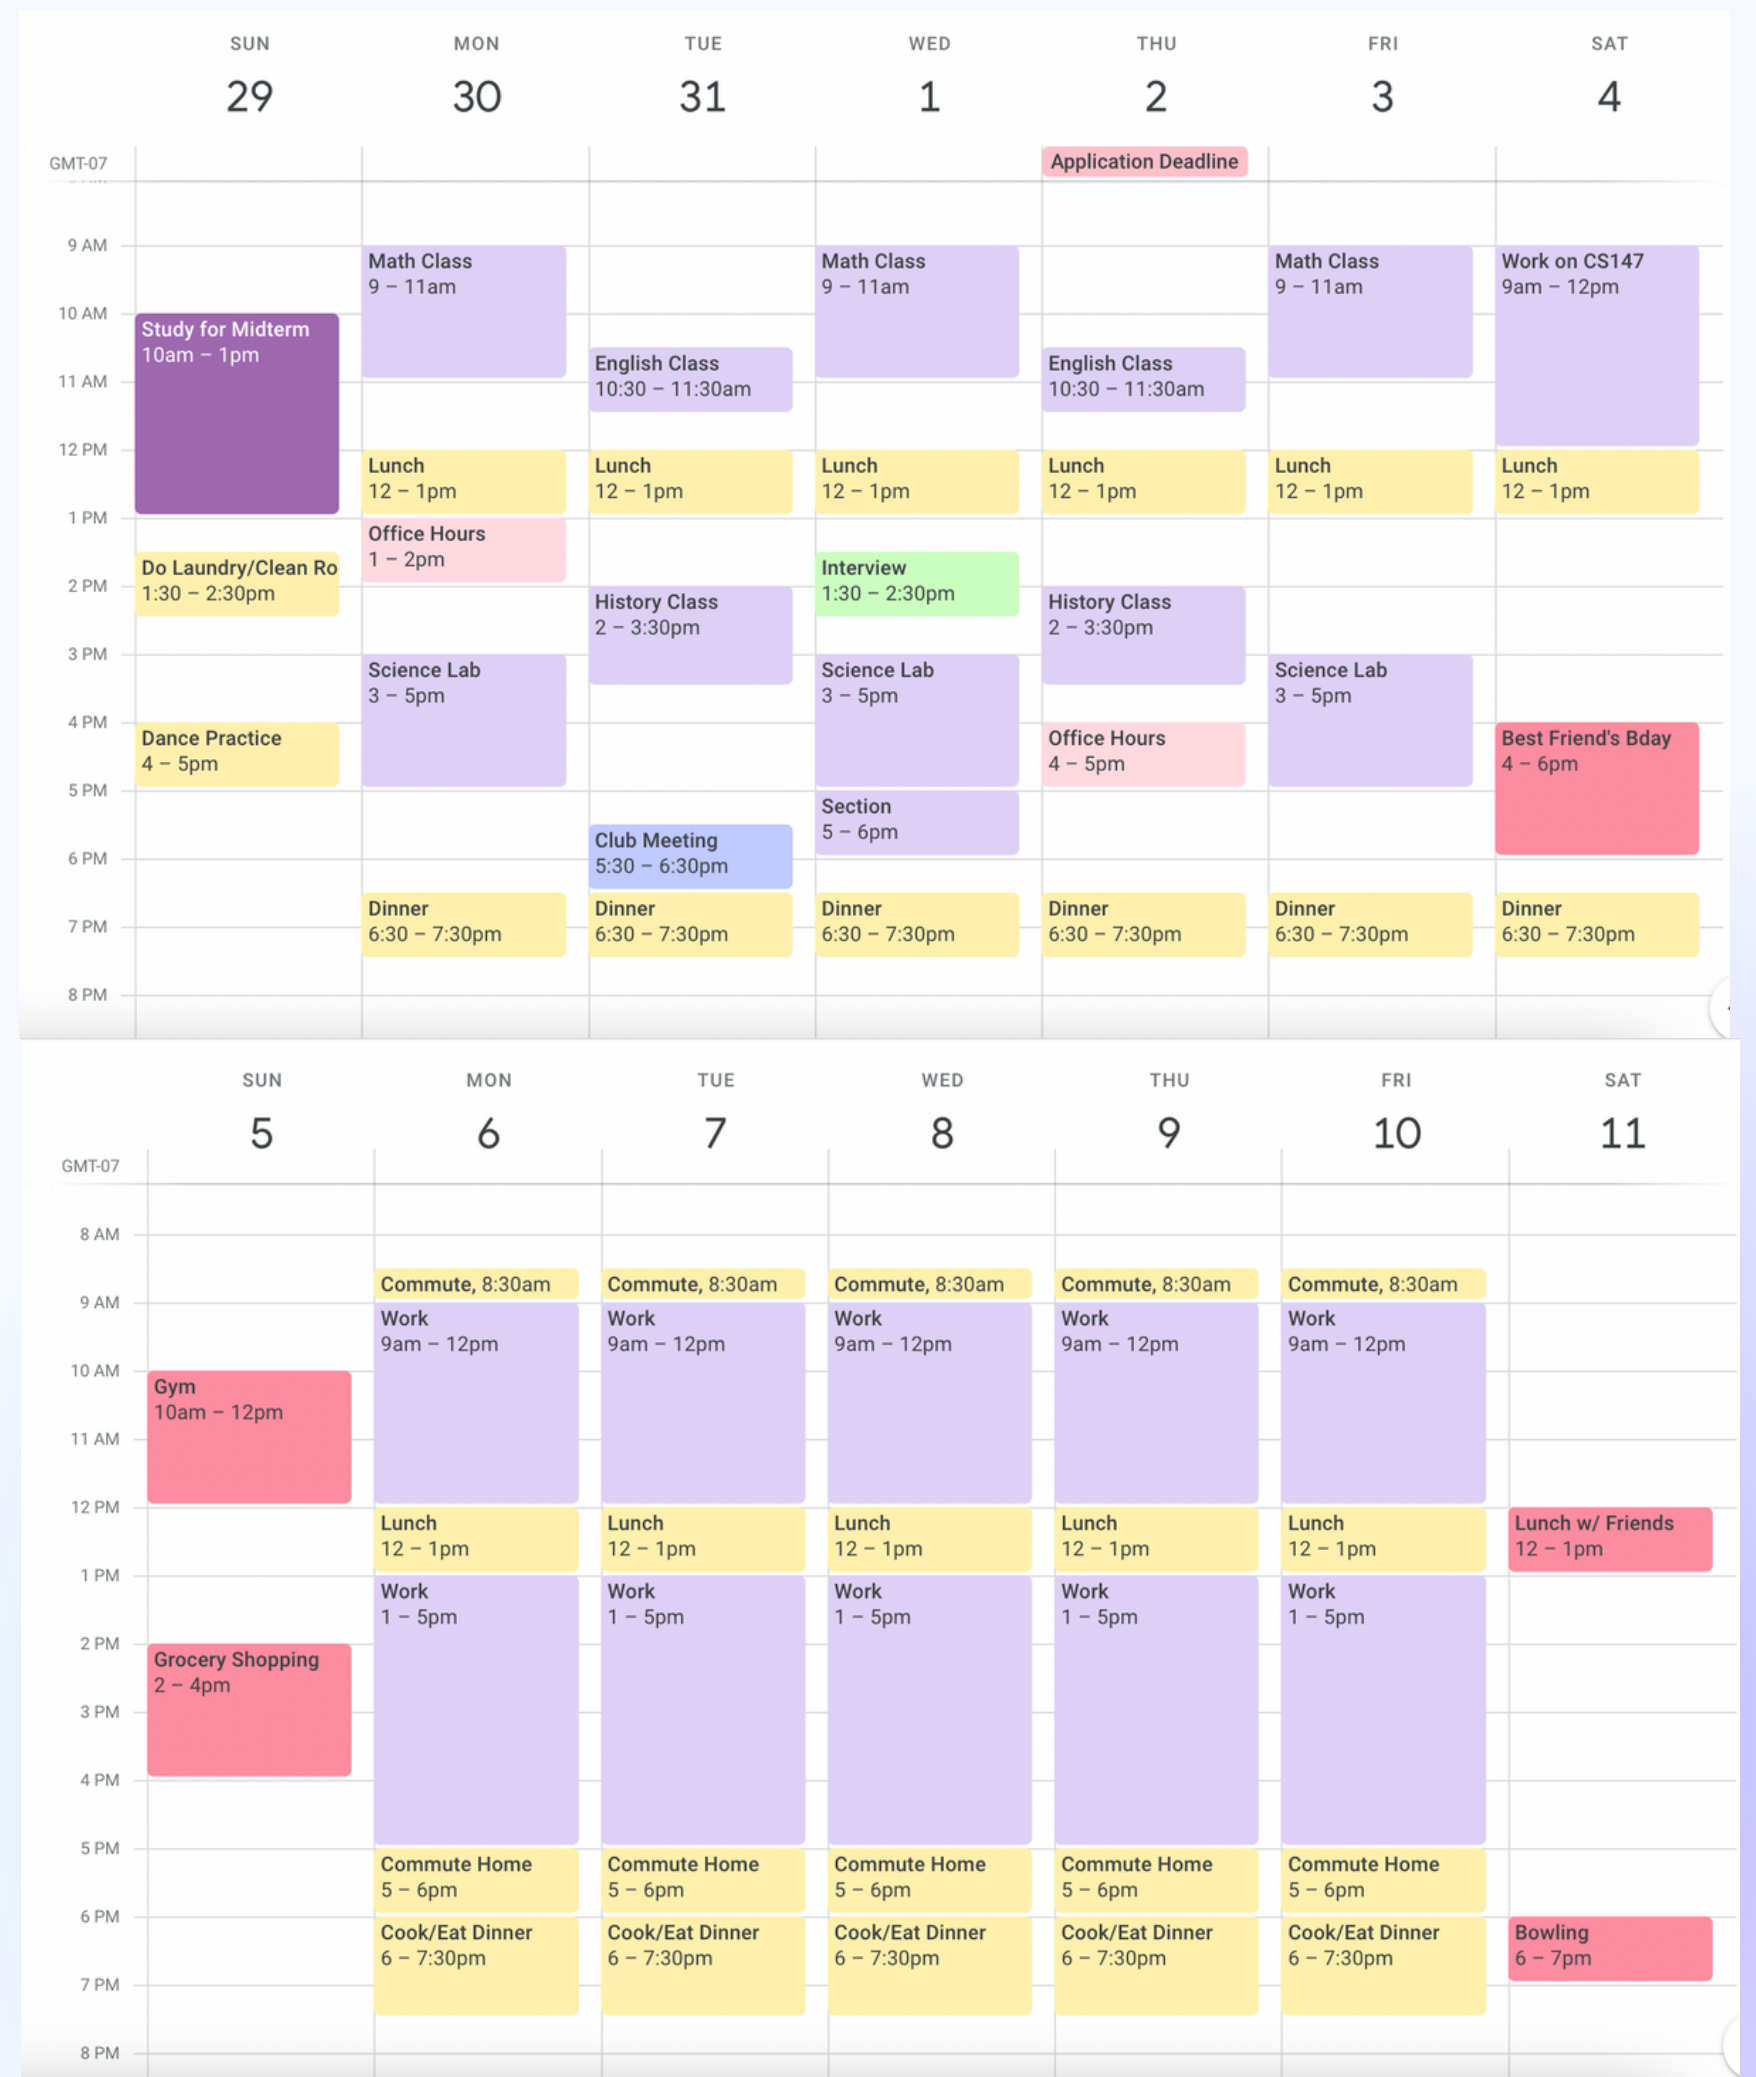 SUN MON TUE WED THU FRI SAT
29 30 31 1 2 3 4
GMT-07
Application Deadline
9 AM
10 AM
11 AM
12 PM
1 PM
2 PM
3 PM
4 PM
5 PM
6 PM
7 PM
8 PM
Study for Midterm
10am – 1pm
Do Laundry/Clean Ro
1:30 – 2:30pm
Dance Practice
4 – 5pm
Math Class
9 – 11am
Lunch
12 – 1pm
Office Hours
1 – 2pm
Science Lab
3 – 5pm
Dinner
6:30 – 7:30pm
English Class
10:30 – 11:30am
Lunch
12 – 1pm
History Class
2 – 3:30pm
Club Meeting
5:30 – 6:30pm
Dinner
6:30 – 7:30pm
Math Class
9 – 11am
Lunch
12 – 1pm
Interview
1:30 – 2:30pm
Science Lab
3 – 5pm
Section
5 – 6pm
Dinner
6:30 – 7:30pm
English Class
10:30 – 11:30am
Lunch
12 – 1pm
History Class
2 – 3:30pm
Office Hours
4 – 5pm
Dinner
6:30 – 7:30pm
Math Class
9 – 11am
Lunch
12 – 1pm
Science Lab
3 – 5pm
Dinner
6:30 – 7:30pm
Work on CS147
9am – 12pm
Lunch
12 – 1pm
Best Friend's Bday
4 – 6pm
Dinner
6:30 – 7:30pm
SUN MON TUE WED THU FRI SAT
5 6 7 8 9 10 11
GMT-07
8 AM
9 AM
10 AM
11 AM
12 PM
1 PM
2 PM
3 PM
4 PM
5 PM
6 PM
7 PM
8 PM
Gym
10am – 12pm
Grocery Shopping
2 – 4pm
Commute, 8:30am
Work
9am – 12pm
Lunch
12 – 1pm
Work
1 – 5pm
Commute Home
5 – 6pm
Cook/Eat Dinner
6 – 7:30pm
Commute, 8:30am
Work
9am – 12pm
Lunch
12 – 1pm
Work
1 – 5pm
Commute Home
5 – 6pm
Cook/Eat Dinner
6 – 7:30pm
Commute, 8:30am
Work
9am – 12pm
Lunch
12 – 1pm
Work
1 – 5pm
Commute Home
5 – 6pm
Cook/Eat Dinner
6 – 7:30pm
Commute, 8:30am
Work
9am – 12pm
Lunch
12 – 1pm
Work
1 – 5pm
Commute Home
5 – 6pm
Cook/Eat Dinner
6 – 7:30pm
Commute, 8:30am
Work
9am – 12pm
Lunch
12 – 1pm
Work
1 – 5pm
Commute Home
5 – 6pm
Cook/Eat Dinner
6 – 7:30pm
Lunch w/ Friends
12 – 1pm
Bowling
6 – 7pm